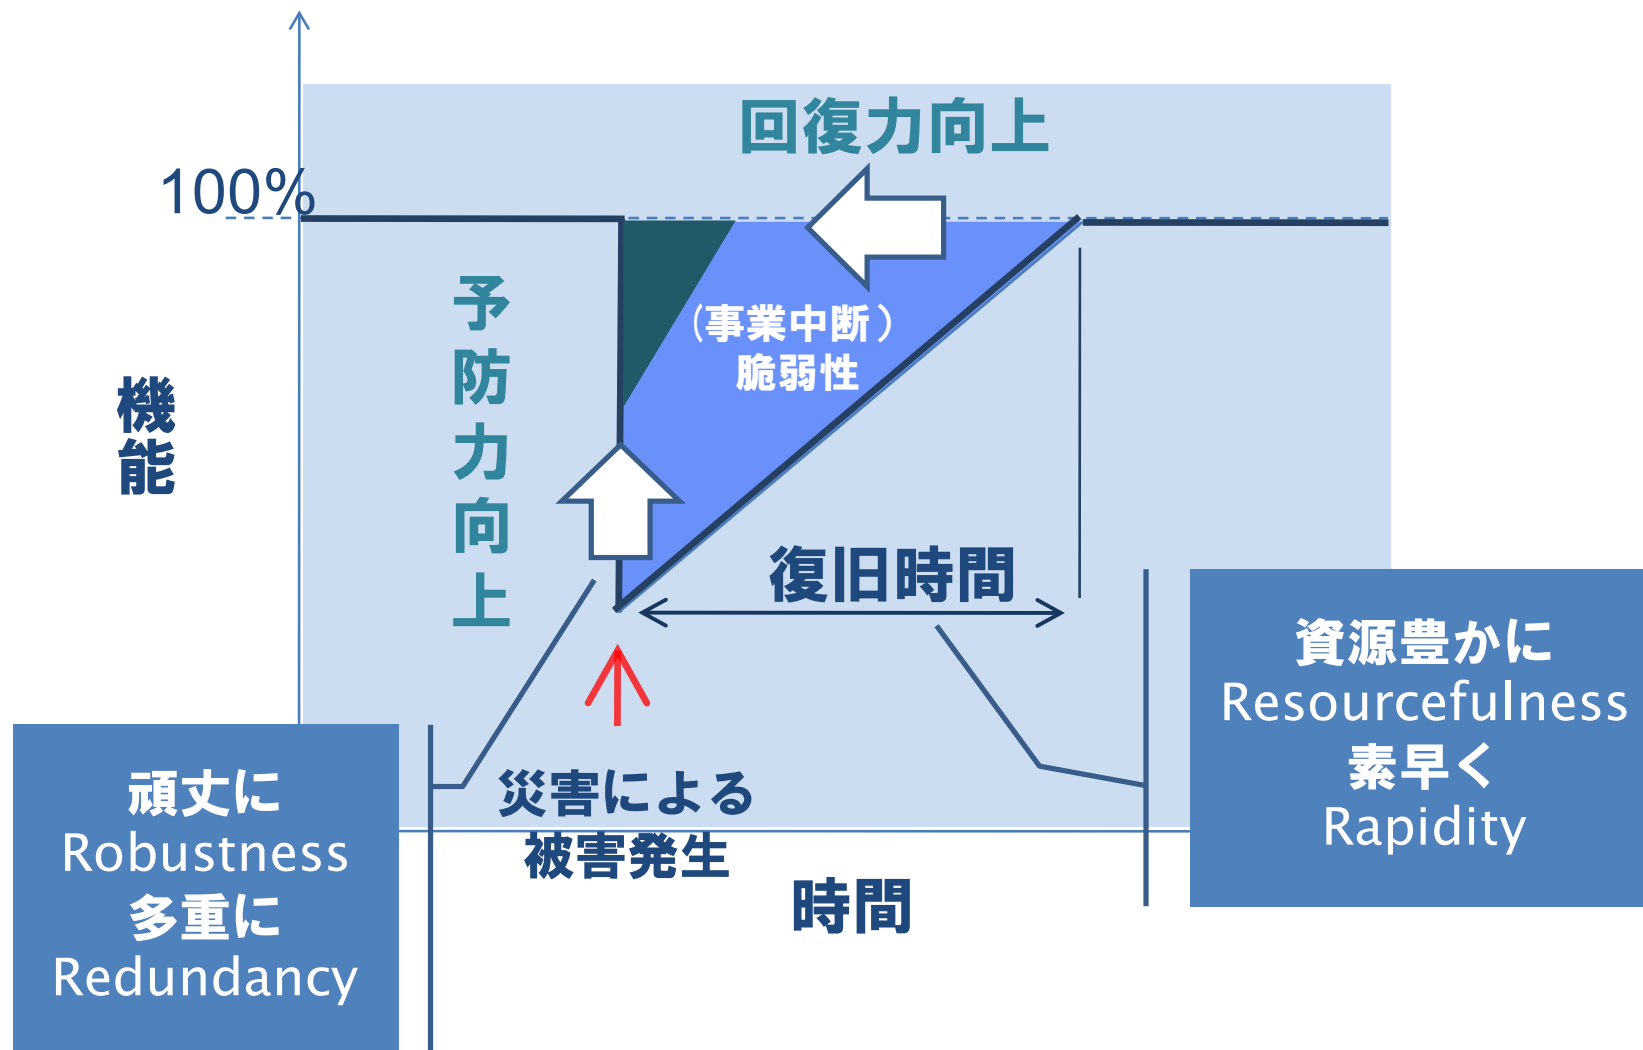 回復力向上
100%
予防力向上
(事業中断)
脆弱性
機能
復旧時間
資源豊かに
Resourcefulness
素早く
Rapidity
頑丈に
Robustness
多重に
Redundancy
災害による
被害発生
時間